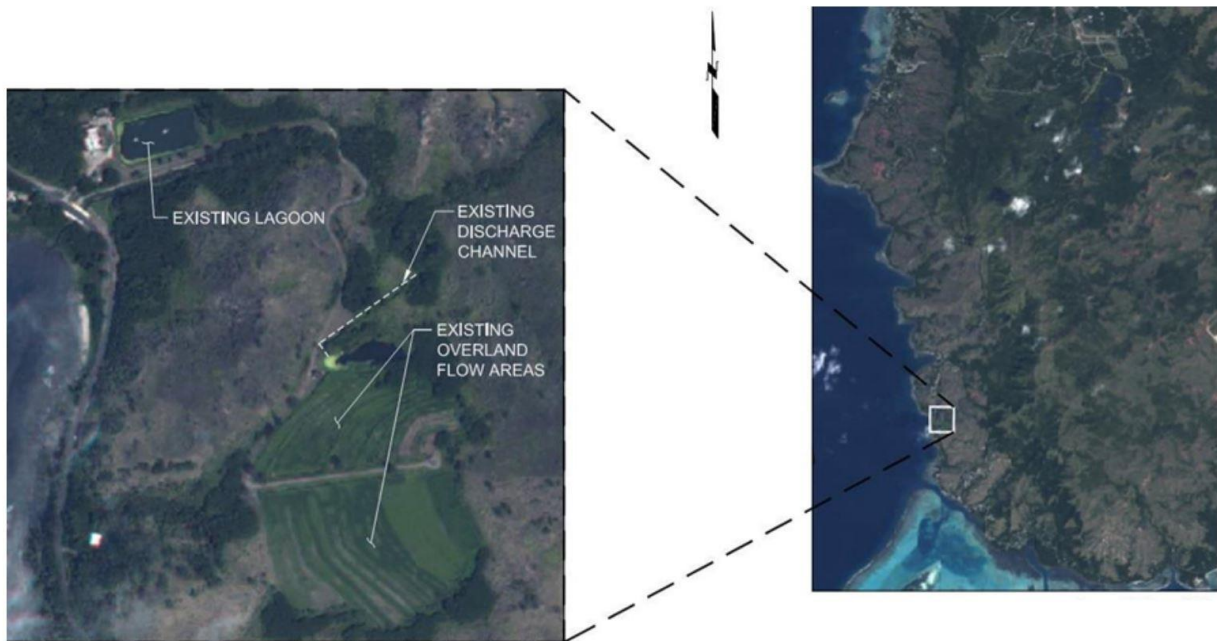 N
EXISTING LAGOON
EXISTING
DISCHARGE
CHANNEL
EXISTING
OVERLAND
FLOW AREAS